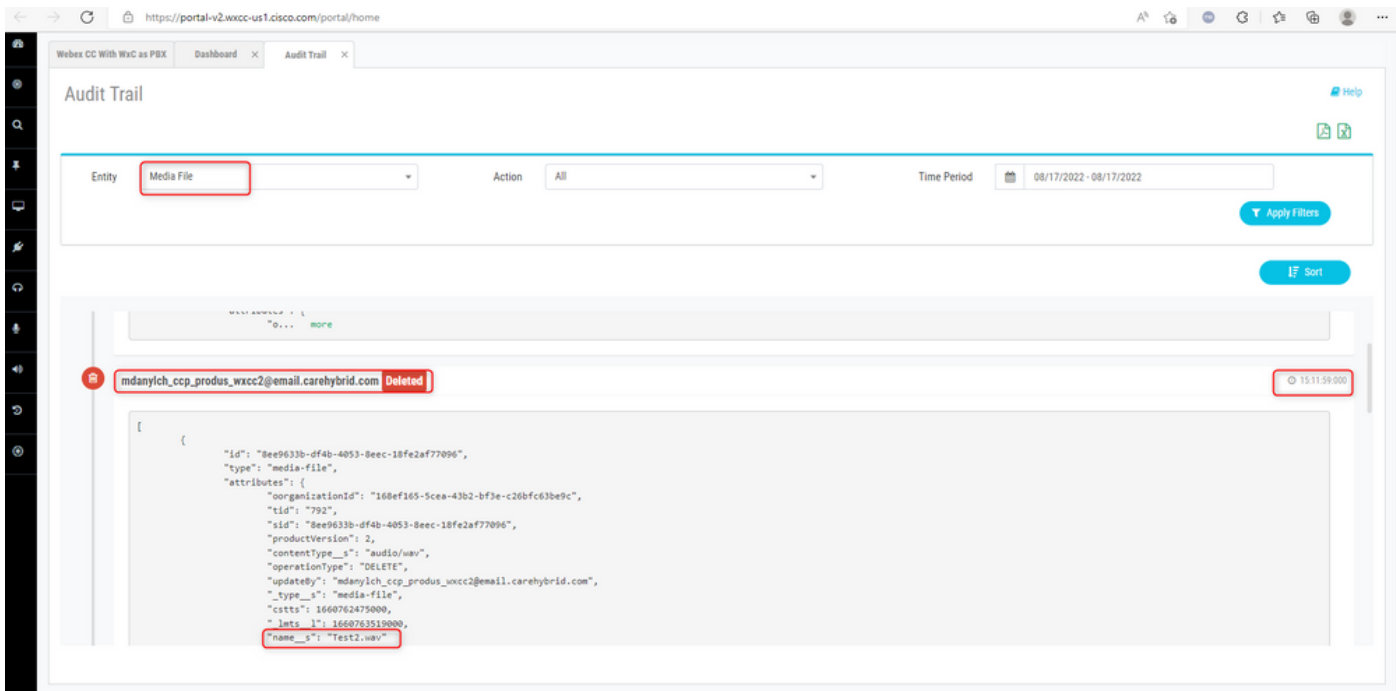 https://portal-v2.wxcc-us1.cisco.com/portal/home
Webex CC With WxC as PBX Dashboard × Audit Trail ×
Audit Trail
Help
Entity Media File Action All Time Period 08/17/2022 - 08/17/2022
Apply Filters
Sort
"o... more
mdanylch_ccp_produs_wxcc2@email.carehybrid.com Deleted 15:11:59:000
[
{
"id": "8ee9633b-df4b-4053-8eec-18fe2af77096",
"type": "media-file",
"attributes": {
"oorganizationId": "168ef165-5cea-43b2-bf3e-c26bfc63be9c",
"tid": "792",
"sid": "8ee9633b-df4b-4053-8eec-18fe2af77096",
"productVersion": 2,
"contentType__s": "audio/wav",
"operationType": "DELETE",
"updateBy": "mdanylch_ccp_produs_wxcc2@email.carehybrid.com",
"_type__s": "media-file",
"cstts": 1660762475000,
"_lmts__l": 1660763519000,
"name__s": "Test2.wav"